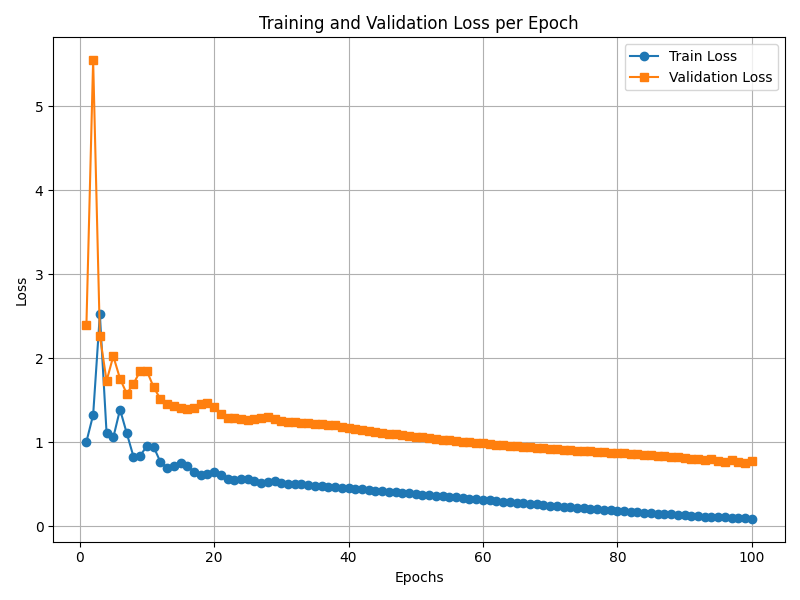 Training and Validation Loss per Epoch
Train Loss
Validation Loss
Loss
5
4
3
2
1
0
0 20 40 60 80 100
Epochs